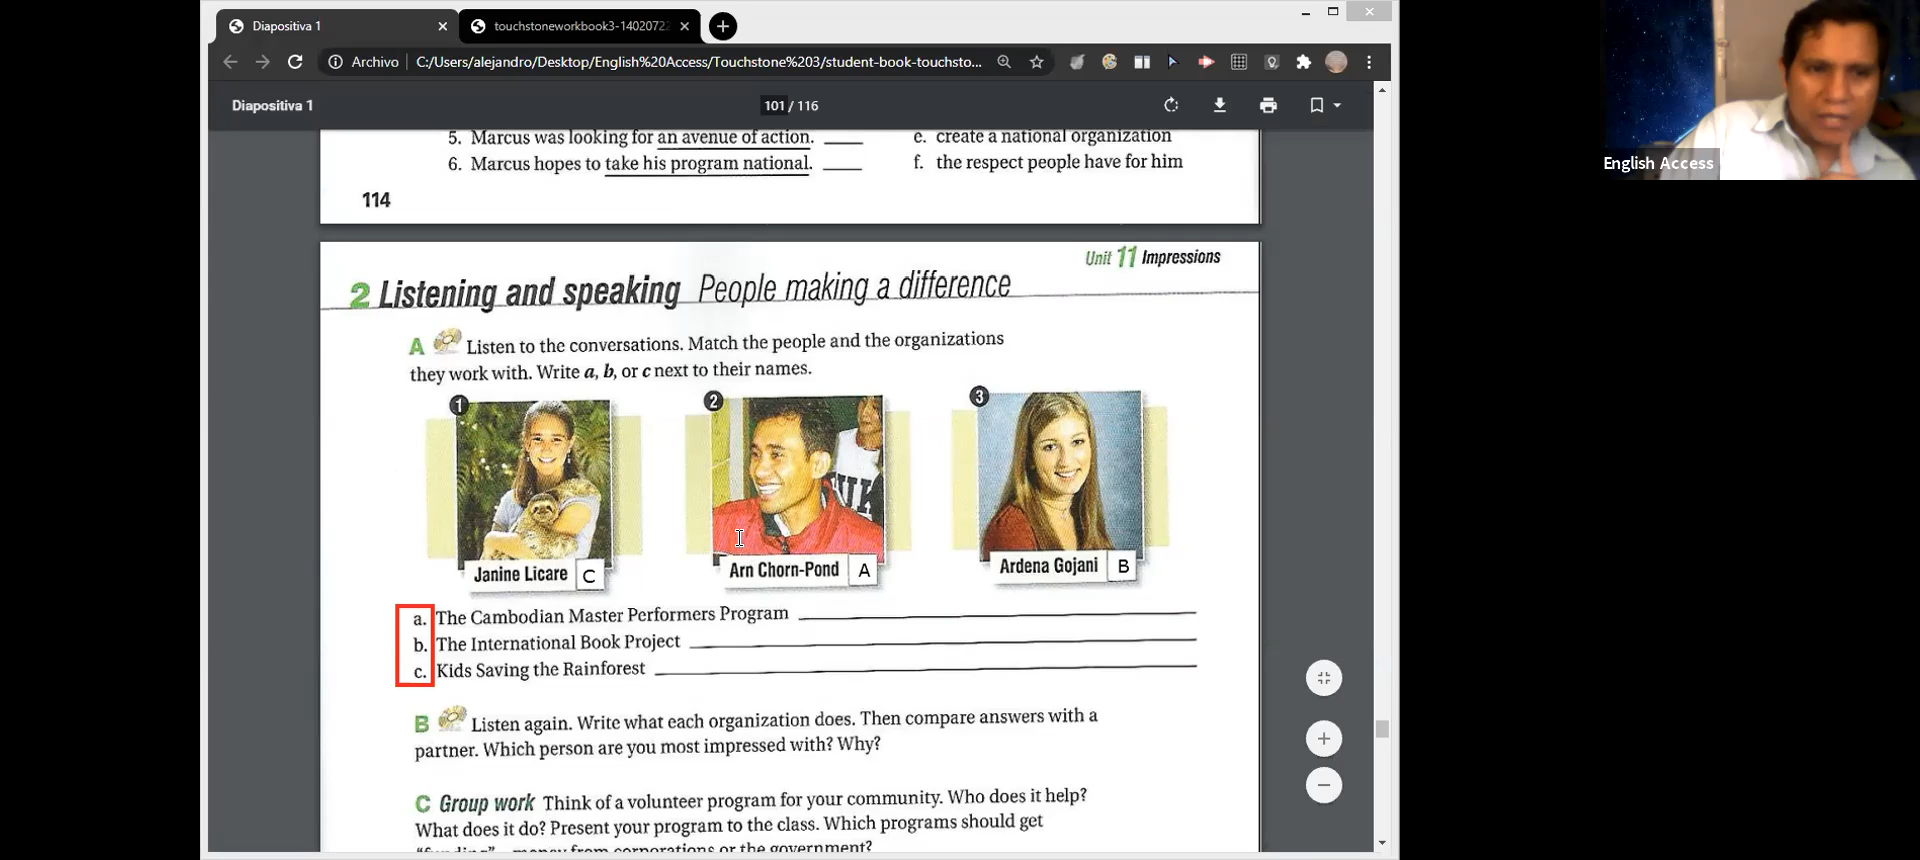 Diapositiva 1
touchstoneworkbook3-1402072
Archivo
C:/Users/alejandro/Desktop/English%20Access/Touchstone%203/student-book-touchsto...
Diapositiva 1
101 / 116
English Access
5. Marcus was looking for an avenue of action. ____
e. create a national organization
6. Marcus hopes to take his program national. ____
f. the respect people have for him
114
Unit 11 Impressions
2 Listening and speaking People making a difference
A Listen to the conversations. Match the people and the organizations
they work with. Write a, b, or c next to their names.
1
2
3
Janine Licare C
Arn Chorn-Pond A
Ardena Gojani B
a. The Cambodian Master Performers Program
b. The International Book Project
c. Kids Saving the Rainforest
B Listen again. Write what each organization does. Then compare answers with a
partner. Which person are you most impressed with? Why?
C Group work Think of a volunteer program for your community. Who does it help?
What does it do? Present your program to the class. Which programs should get
"funding" – money from corporations or the government?